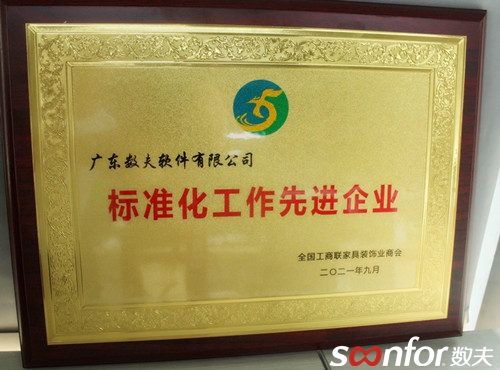 广东数夫软件有限公司
标准化工作先进企业
全国工商联家具装饰业商会
二〇二一年九月
soonfor数夫